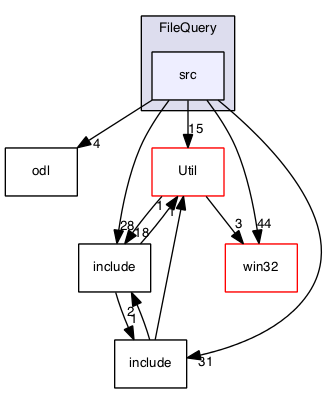 FileQuery
src
4
15
odl
Util
28
18
1
1
3
44
include
win32
2
1
include
31